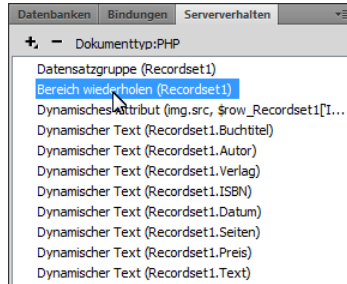 Datenbanken Bindungen Serververhalten
Dokumenttyp:PHP
Datensatzgruppe (Recordset1)
Bereich wiederholen (Recordset1)
Dynamisches Attribut (img.src, $row_Recordset1['I...
Dynamischer Text (Recordset1.Buchtitel)
Dynamischer Text (Recordset1.Autor)
Dynamischer Text (Recordset1.Verlag)
Dynamischer Text (Recordset1.ISBN)
Dynamischer Text (Recordset1.Datum)
Dynamischer Text (Recordset1.Seiten)
Dynamischer Text (Recordset1.Preis)
Dynamischer Text (Recordset1.Text)